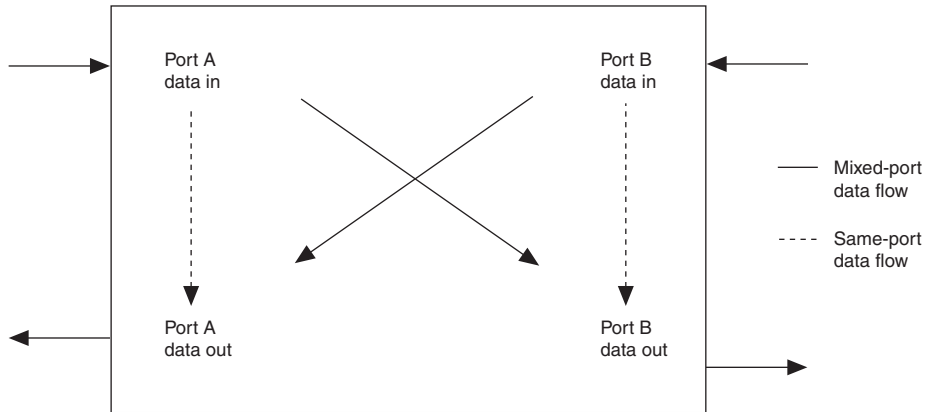 Port A
data in
Port B
data in
Mixed-port
data flow
Same-port
data flow
Port A
data out
Port B
data out